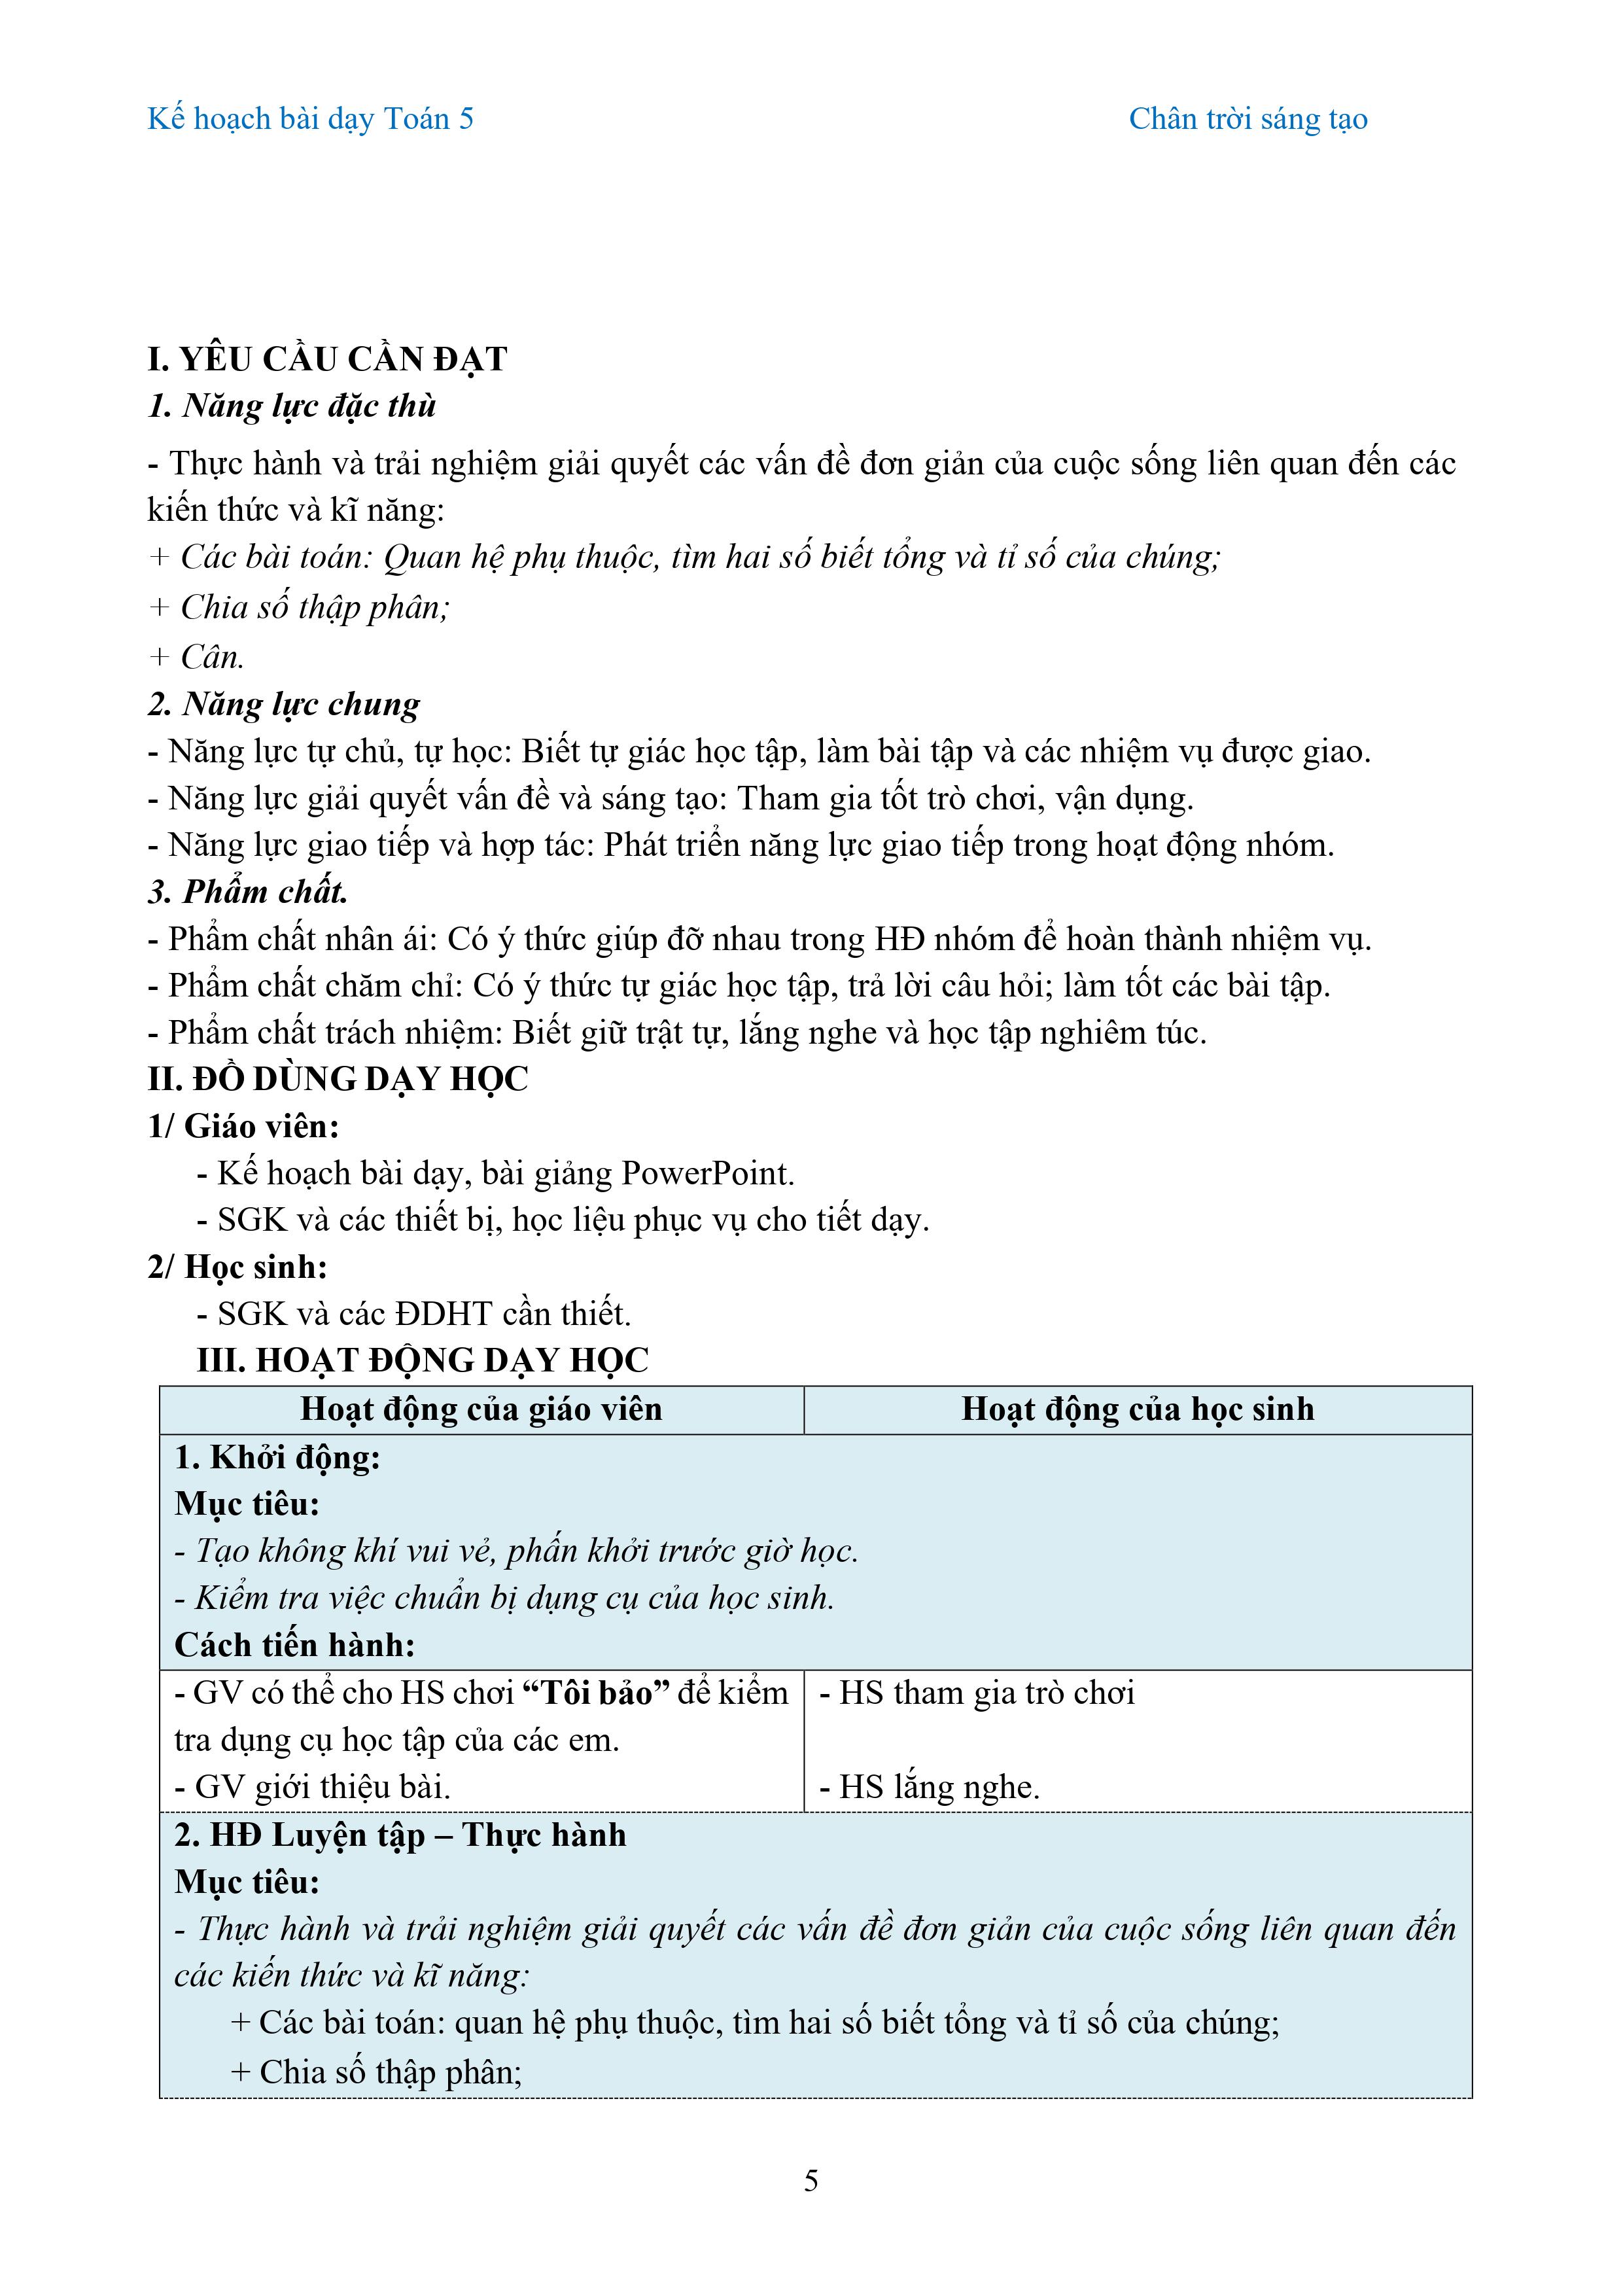 Kế hoạch bài dạy Toán 5 Chân trời sáng tạo
I. YÊU CẦU CẦN ĐẠT
1. Năng lực đặc thù
- Thực hành và trải nghiệm giải quyết các vấn đề đơn giản của cuộc sống liên quan đến các
kiến thức và kĩ năng:
+ Các bài toán: Quan hệ phụ thuộc, tìm hai số biết tổng và tỉ số của chúng;
+ Chia số thập phân;
+ Cân.
2. Năng lực chung
- Năng lực tự chủ, tự học: Biết tự giác học tập, làm bài tập và các nhiệm vụ được giao.
- Năng lực giải quyết vấn đề và sáng tạo: Tham gia tốt trò chơi, vận dụng.
- Năng lực giao tiếp và hợp tác: Phát triển năng lực giao tiếp trong hoạt động nhóm.
3. Phẩm chất.
- Phẩm chất nhân ái: Có ý thức giúp đỡ nhau trong HĐ nhóm để hoàn thành nhiệm vụ.
- Phẩm chất chăm chỉ: Có ý thức tự giác học tập, trả lời câu hỏi; làm tốt các bài tập.
- Phẩm chất trách nhiệm: Biết giữ trật tự, lắng nghe và học tập nghiêm túc.
II. ĐỒ DÙNG DẠY HỌC
1/ Giáo viên:
- Kế hoạch bài dạy, bài giảng PowerPoint.
- SGK và các thiết bị, học liệu phục vụ cho tiết dạy.
2/ Học sinh:
- SGK và các ĐDHT cần thiết.
III. HOẠT ĐỘNG DẠY HỌC
Hoạt động của giáo viên Hoạt động của học sinh
1. Khởi động:
Mục tiêu:
- Tạo không khí vui vẻ, phấn khởi trước giờ học.
- Kiểm tra việc chuẩn bị dụng cụ của học sinh.
Cách tiến hành:
- GV có thể cho HS chơi “Tôi bảo” để kiểm
tra dụng cụ học tập của các em.
- GV giới thiệu bài.
- HS tham gia trò chơi
- HS lắng nghe.
2. HĐ Luyện tập – Thực hành
Mục tiêu:
- Thực hành và trải nghiệm giải quyết các vấn đề đơn giản của cuộc sống liên quan đến
các kiến thức và kĩ năng:
+ Các bài toán: quan hệ phụ thuộc, tìm hai số biết tổng và tỉ số của chúng;
+ Chia số thập phân;
5